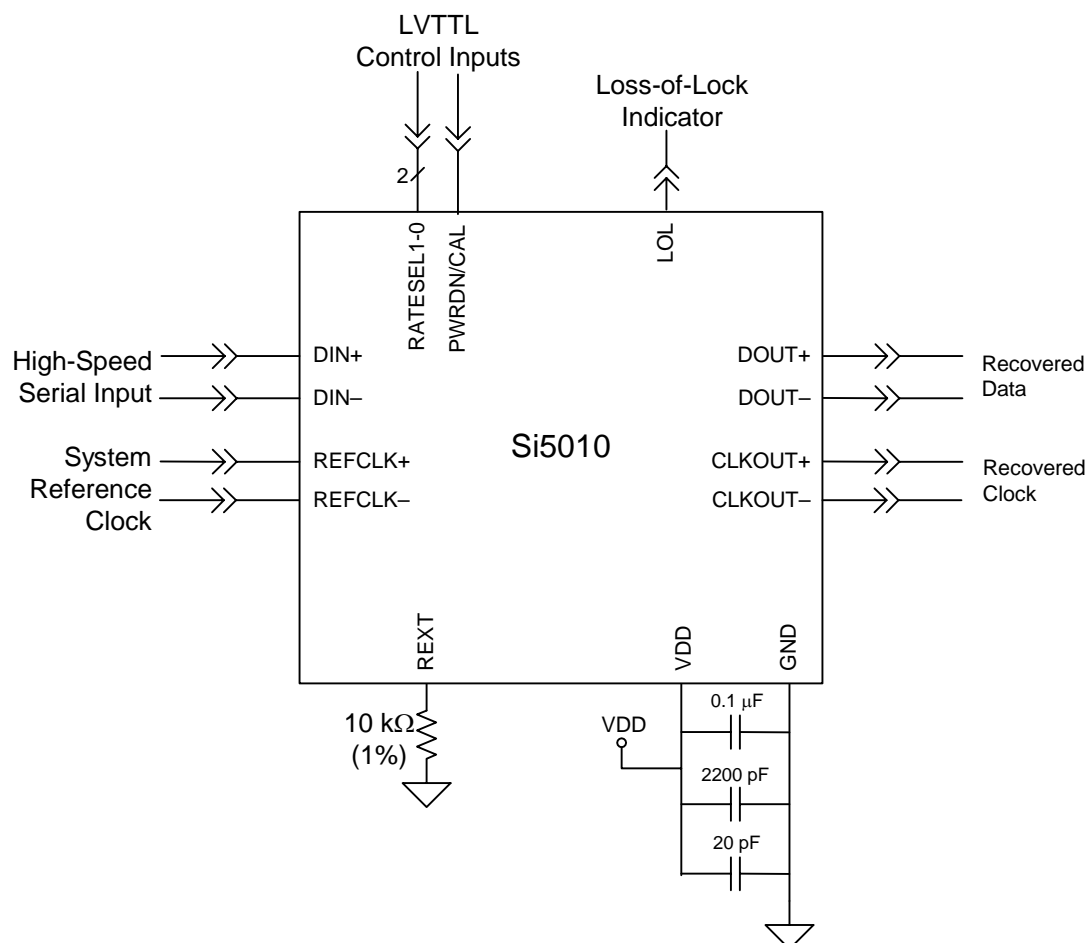 LVTTL
Control Inputs
Loss-of-Lock
Indicator
2
RATESEL1-0
PWRDN/CAL
LOL
High-Speed
Serial Input
DIN+
DIN–
DOUT+
DOUT–
Recovered
Data
System
Reference
Clock
REFCLK+
REFCLK–
Si5010
CLKOUT+
CLKOUT–
Recovered
Clock
REXT
VDD
GND
10 kΩ
(1%)
VDD
0.1 μF
2200 pF
20 pF